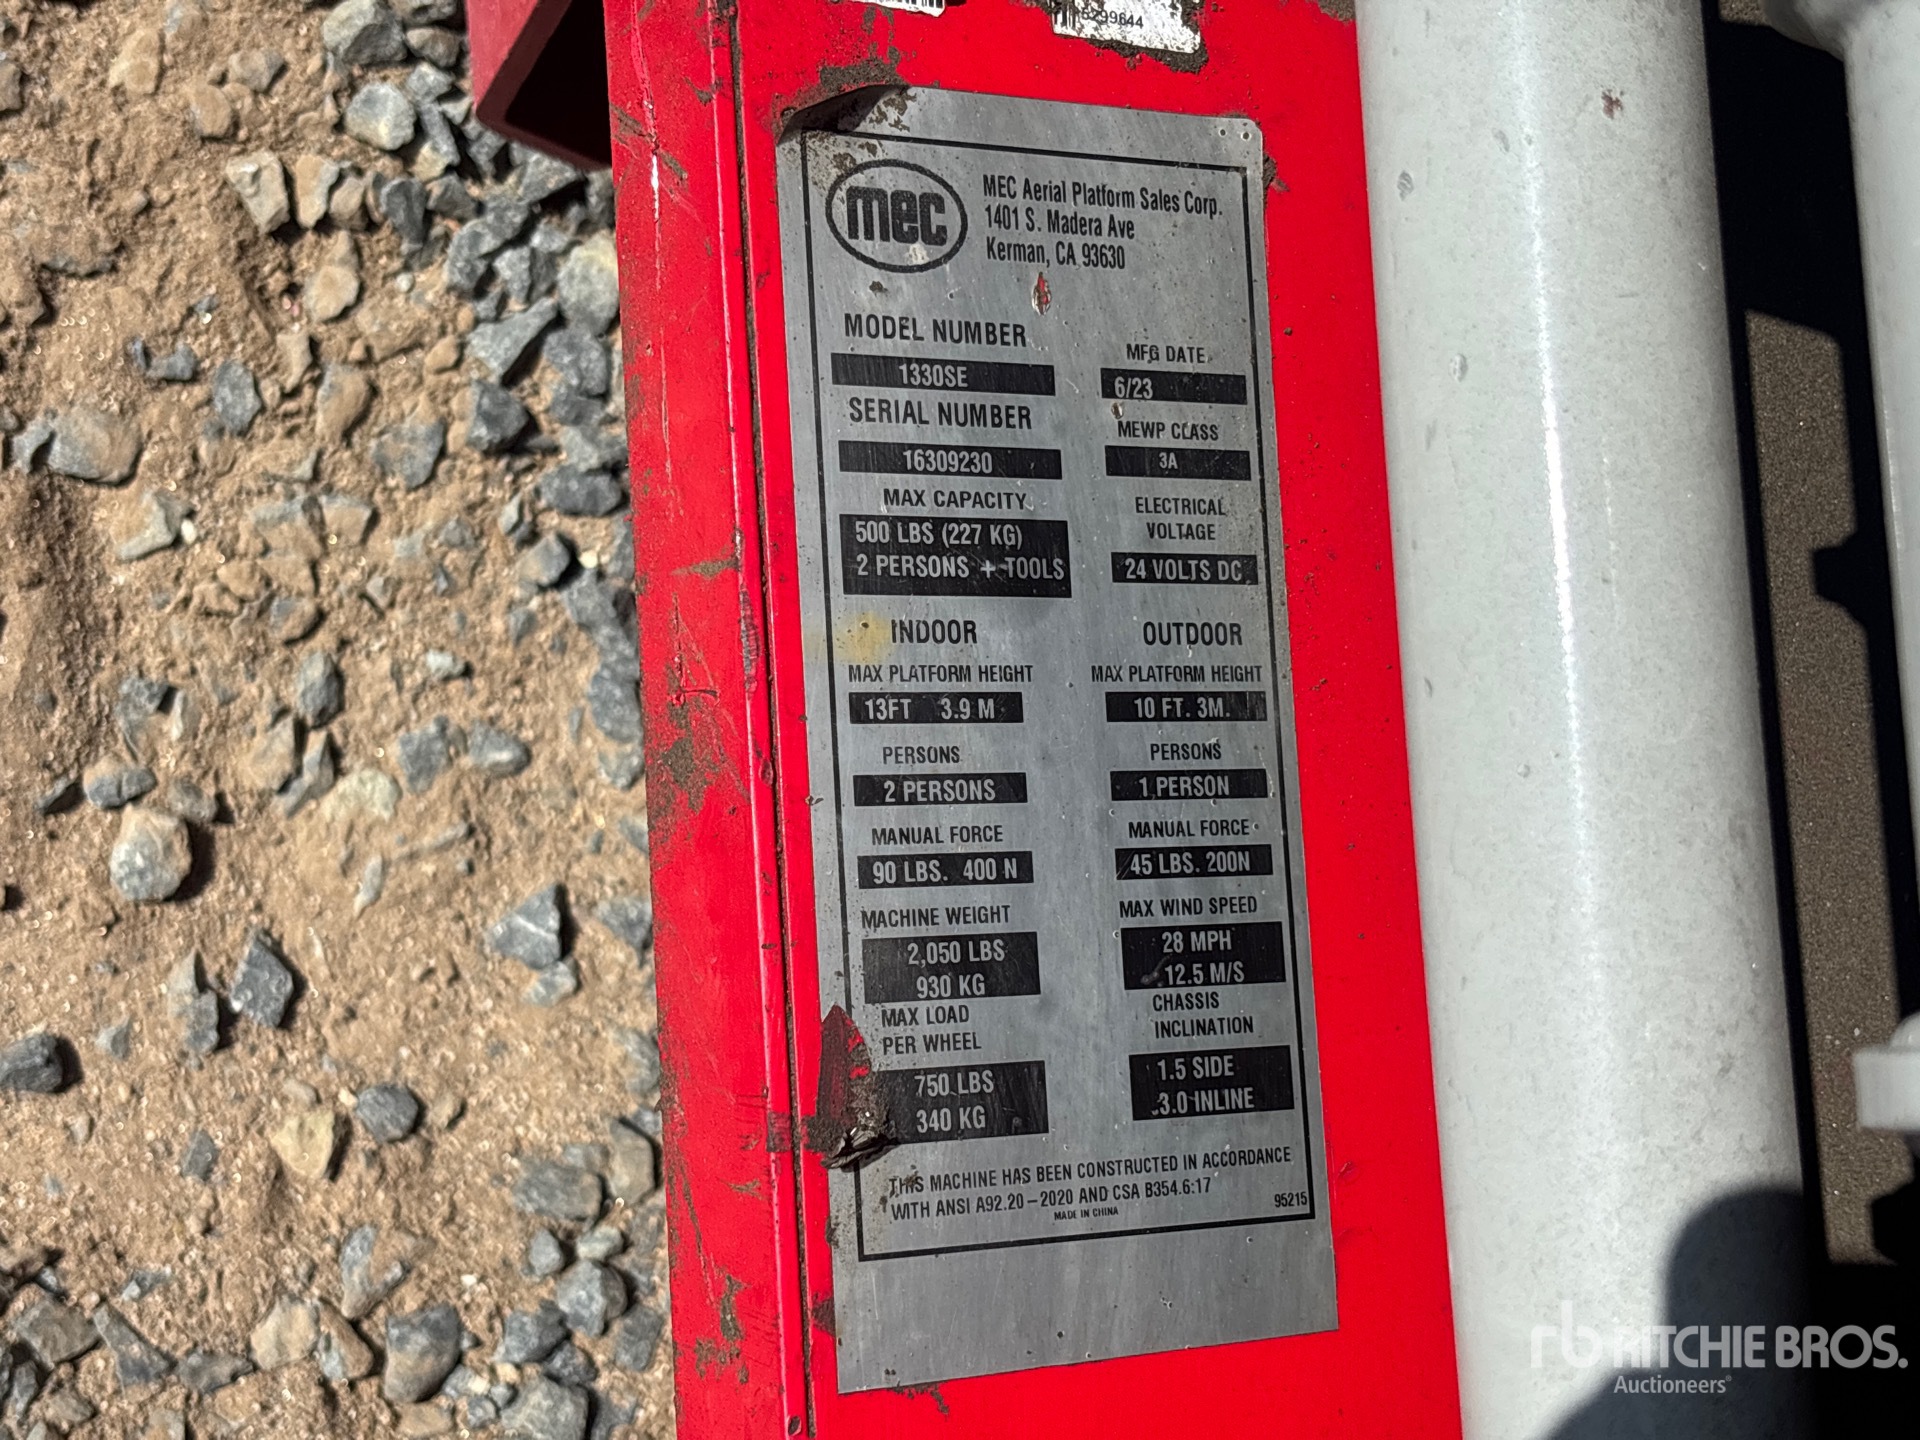 5299644
mec
MEC Aerial Platform Sales Corp.
1401 S. Madera Ave
Kerman, CA 93630
MODEL NUMBER
1330SE
MFG DATE
6/23
SERIAL NUMBER
16309230
MEWP CLASS
3A
MAX CAPACITY
500 LBS (227 KG)
2 PERSONS + TOOLS
ELECTRICAL
VOLTAGE
24 VOLTS DC
INDOOR
MAX PLATFORM HEIGHT
13FT 3.9 M
PERSONS
2 PERSONS
MANUAL FORCE
90 LBS. 400 N
MACHINE WEIGHT
2,050 LBS
930 KG
MAX LOAD
PER WHEEL
750 LBS
340 KG
OUTDOOR
MAX PLATFORM HEIGHT
10 FT. 3M.
PERSONS
1 PERSON
MANUAL FORCE
45 LBS. 200N
MAX WIND SPEED
28 MPH
12.5 M/S
CHASSIS
INCLINATION
1.5 SIDE
3.0 INLINE
THIS MACHINE HAS BEEN CONSTRUCTED IN ACCORDANCE
WITH ANSI A92.20-2020 AND CSA B354.6:17
MADE IN CHINA
95215
rb RITCHIE BROS.
Auctioneers